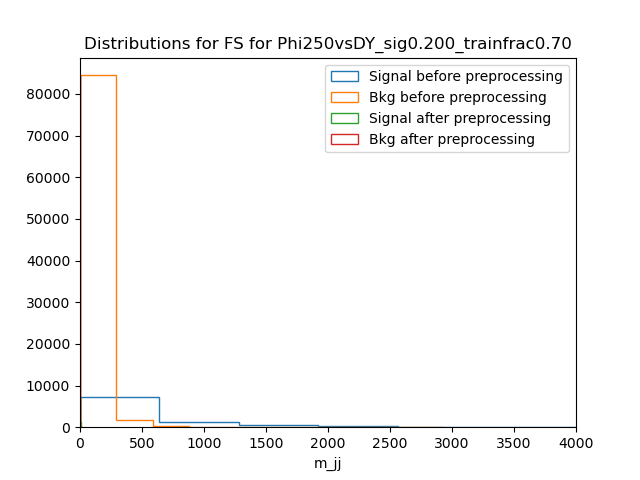 Distributions for FS for Phi250vsDY_sig0.200_trainfrac0.70
Signal before preprocessing
Bkg before preprocessing
Signal after preprocessing
Bkg after preprocessing
80000
70000
60000
50000
40000
30000
20000
10000
0
0 500 1000 1500 2000 2500 3000 3500 4000
m_jj